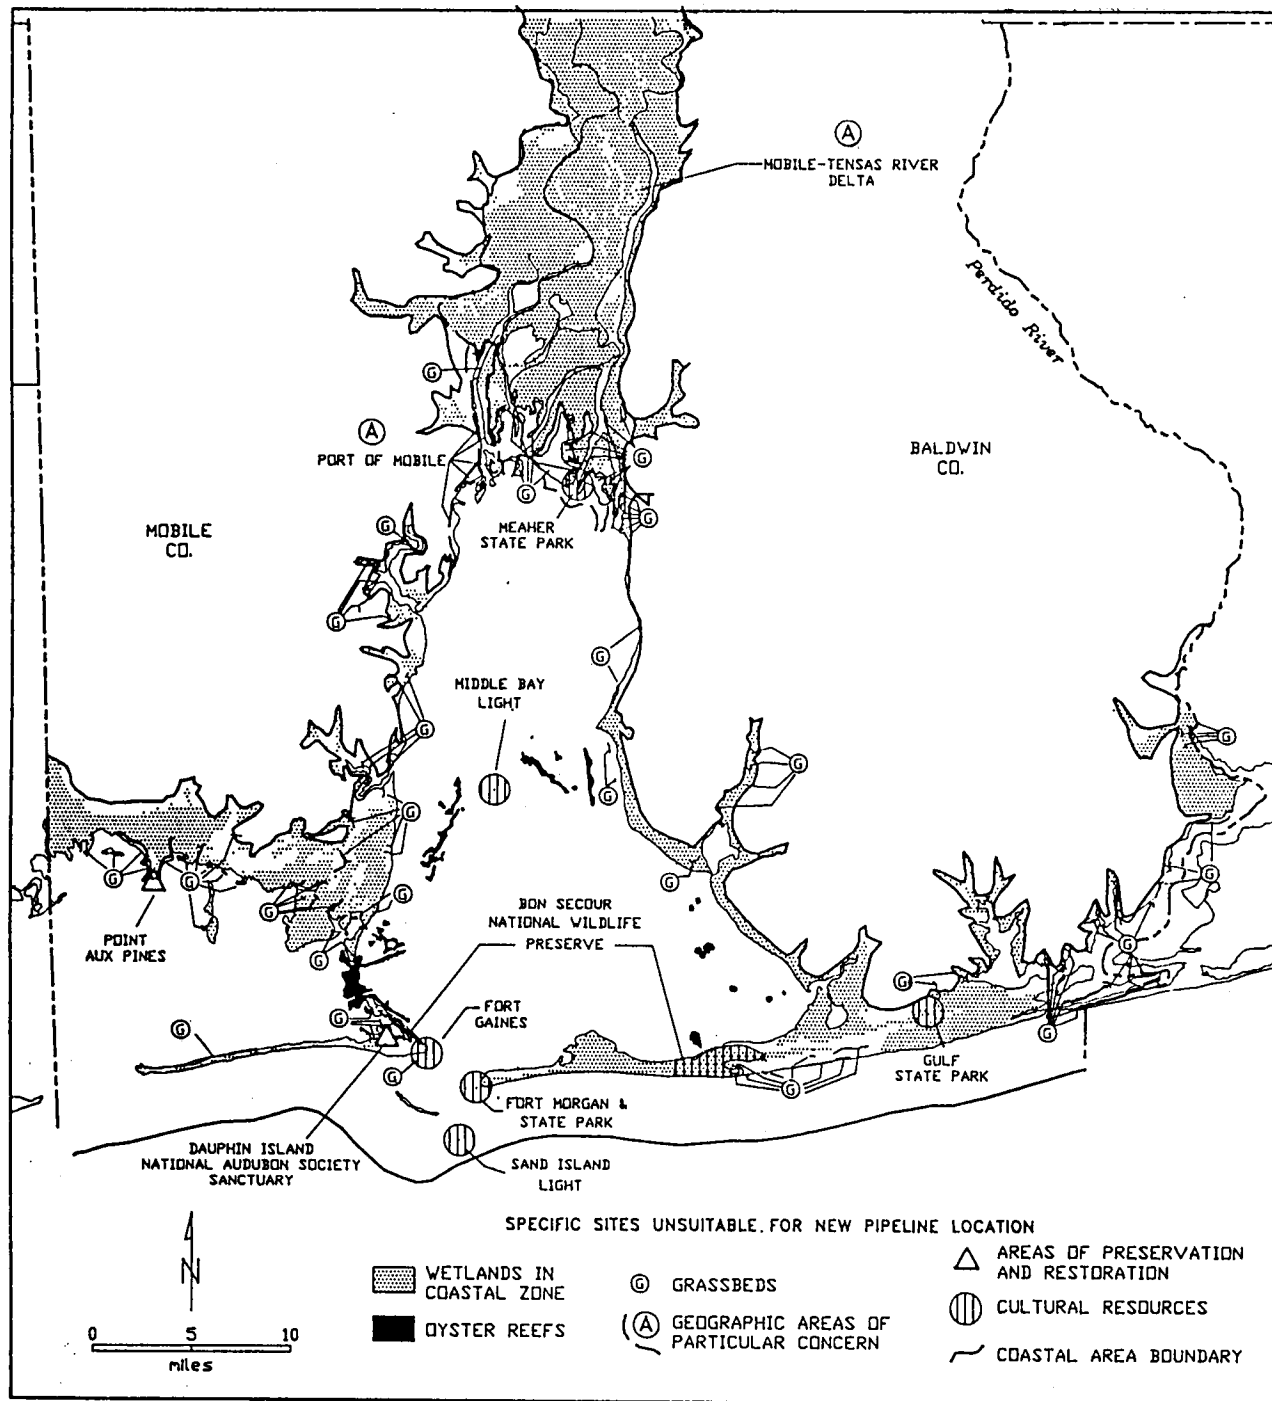 A
MOBILE-TENSAS RIVER
DELTA
Perdido River
G
A
PORT OF MOBILE
G
G
BALDWIN
CO.
MEAHER
STATE PARK
G
G
MOBILE
CO.
G
G
MIDDLE BAY
LIGHT
G
G
G
G
G
G
G
G
POINT
AUX PINES
G
G
G
G
BON SECOUR
NATIONAL WILDLIFE
PRESERVE
G
G
G
G
G
FORT
GAINES
G
G
G
GULF
STATE PARK
G
FORT MORGAN &
STATE PARK
DAUPHIN ISLAND
NATIONAL AUDUBON SOCIETY
SANCTUARY
SAND ISLAND
LIGHT
N
0 5 10
miles
SPECIFIC SITES UNSUITABLE. FOR NEW PIPELINE LOCATION
WETLANDS IN
COASTAL ZONE
OYSTER REEFS
G GRASSBEDS
A GEOGRAPHIC AREAS OF
PARTICULAR CONCERN
AREAS OF PRESERVATION
AND RESTORATION
CULTURAL RESOURCES
COASTAL AREA BOUNDARY